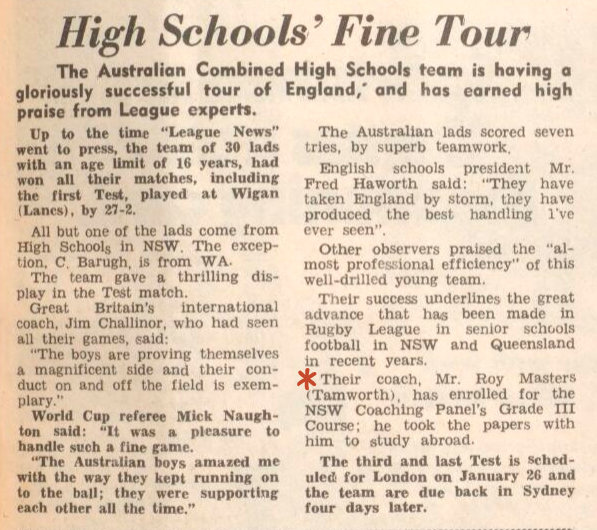 High Schools' Fine Tour
The Australian Combined High Schools team is having a
gloriously successful tour of England, and has earned high
praise from League experts.
Up to the time "League News"
went to press, the team of 30 lads
with an age limit of 16 years, had
won all their matches, including
the first Test, played at Wigan
(Lancs), by 27-2.
All but one of the lads come from
High Schools in NSW. The excep-
tion, C. Barugh, is from WA.
The team gave a thrilling dis-
play in the Test match.
Great Britain's international
coach, Jim Challinor, who had seen
all their games, said:
"The boys are proving themselves
a magnificent side and their con-
duct on and off the field is exem-
plary."
World Cup referee Mick Naugh-
ton said: "It was a pleasure to
handle such a fine game.
"The Australian boys amazed me
with the way they kept running on
to the ball; they were supporting
each other all the time."
The Australian lads scored seven
tries, by superb teamwork.
English schools president Mr.
Fred Haworth said: "They have
taken England by storm, they have
produced the best handling I've
ever seen".
Other observers praised the "al-
most professional efficiency" of this
well-drilled young team.
Their success underlines the great
advance that has been made in
Rugby League in senior schools
football in NSW and Queensland
in recent years.
* Their coach, Mr. Roy Masters
(Tamworth), has enrolled for the
NSW Coaching Panel's Grade III
Course; he took the papers with
him to study abroad.
The third and last Test is sched-
uled for London on January 26 and
the team are due back in Sydney
four days later.